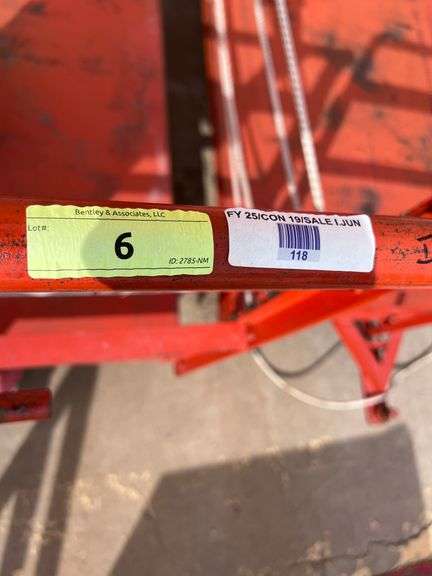 Bentley & Associates, LLC
Lot#:
6
ID: 2785-NM
FY 25/CON 19/SALE I.JUN
118